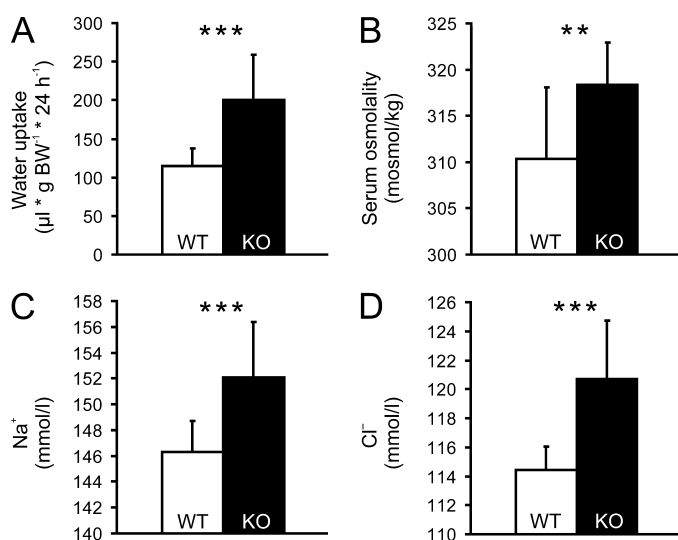 A
Water uptake
(µl * g BW⁻¹ * 24 h⁻¹)
300
250
200
150
100
50
0
***
WT
KO
B
Serum osmolality
(mosmol/kg)
325
320
315
310
305
300
**
WT
KO
C
Na⁺
(mmol/l)
158
156
154
152
150
148
146
144
142
140
***
WT
KO
D
Cl⁻
(mmol/l)
126
124
122
120
118
116
114
112
110
***
WT
KO